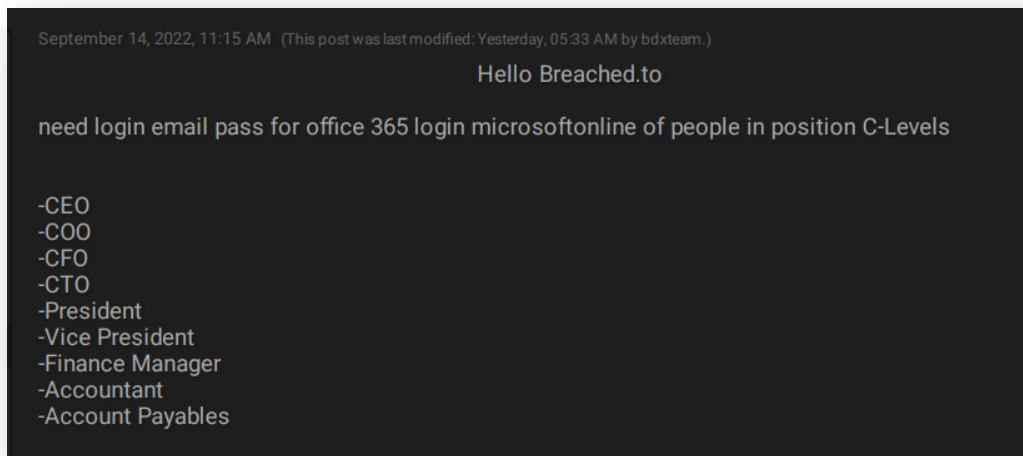 September 14, 2022, 11:15 AM (This post was last modified: Yesterday, 05:33 AM by bdxteam.)
Hello Breached.to
need login email pass for office 365 login microsoftonline of people in position C-Levels
-CEO
-COO
-CFO
-CTO
-President
-Vice President
-Finance Manager
-Accountant
-Account Payables